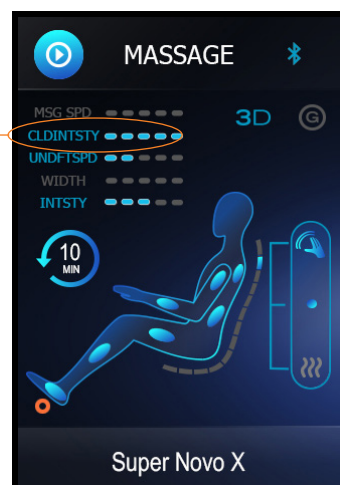 MASSAGE
MSG SPD
3D G
CLDINTSTY
UNDFTSPD
WIDTH
INTSTY
10
MIN
Super Novo X